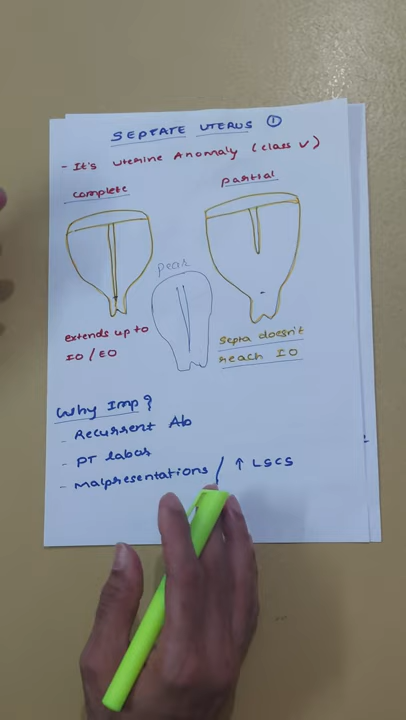 SEPTATE UTERUS ①
- It's Uterine Anomaly (class V)
complete
partial
pear
extends up to
IO / EO
Septa doesn't
reach IO
Why Imp?
- Recurrent Ab
- PT labor
- malpresentations / ↑ LSCS